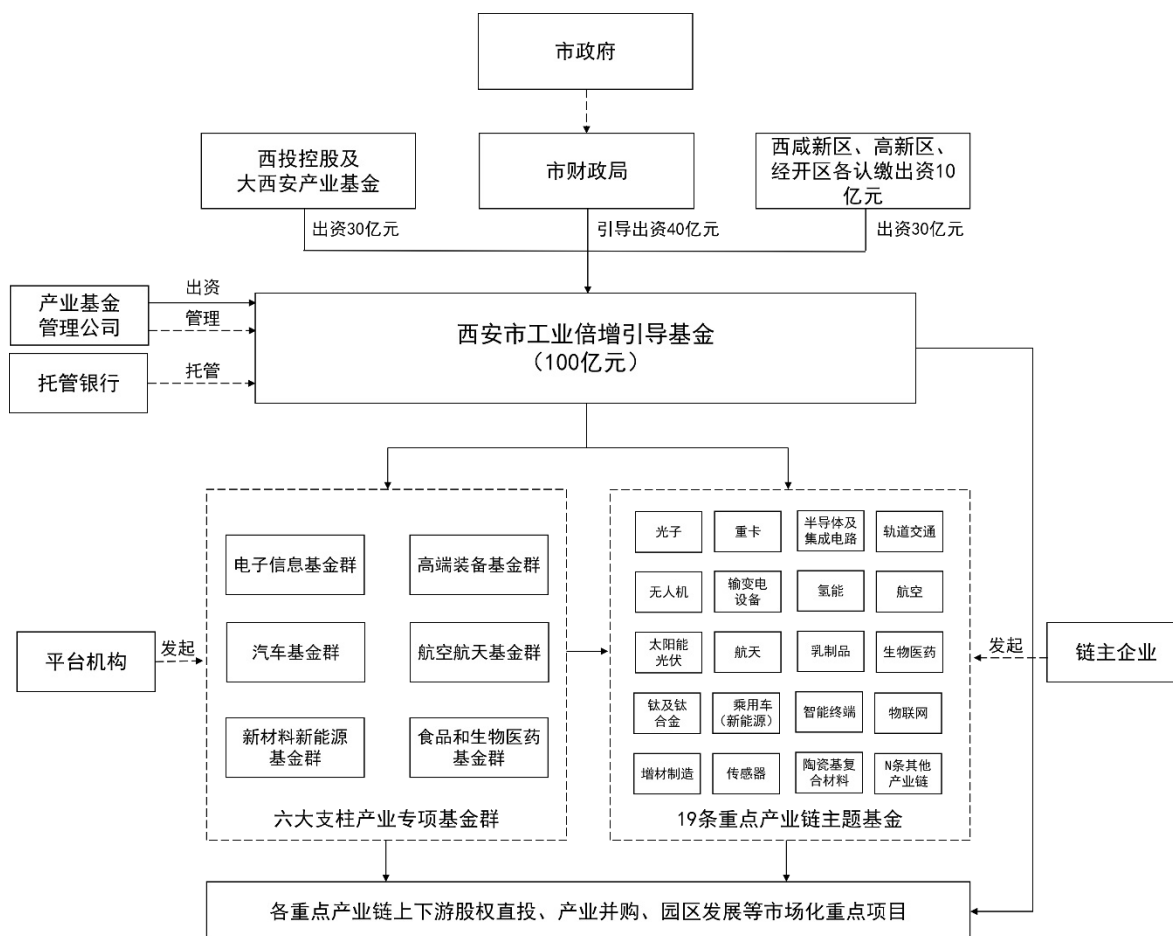 市政府
西投控股及
大西安产业基金
市财政局
西咸新区、高新区、
经开区各认缴出资10
亿元
出资30亿元
引导出资40亿元
出资30亿元
产业基金
管理公司
出资
管理
西安市工业倍增引导基金
（100亿元）
托管银行
托管
电子信息基金群
高端装备基金群
汽车基金群
航空航天基金群
新材料新能源
基金群
食品和生物医药
基金群
六大支柱产业专项基金群
平台机构
发起
光子
重卡
半导体及
集成电路
轨道交通
无人机
输变电
设备
氢能
航空
太阳能
光伏
航天
乳制品
生物医药
钛及钛
合金
乘用车
（新能源）
智能终端
物联网
增材制造
传感器
陶瓷基复
合材料
N条其他
产业链
19条重点产业链主题基金
发起
链主企业
各重点产业链上下游股权直投、产业并购、园区发展等市场化重点项目